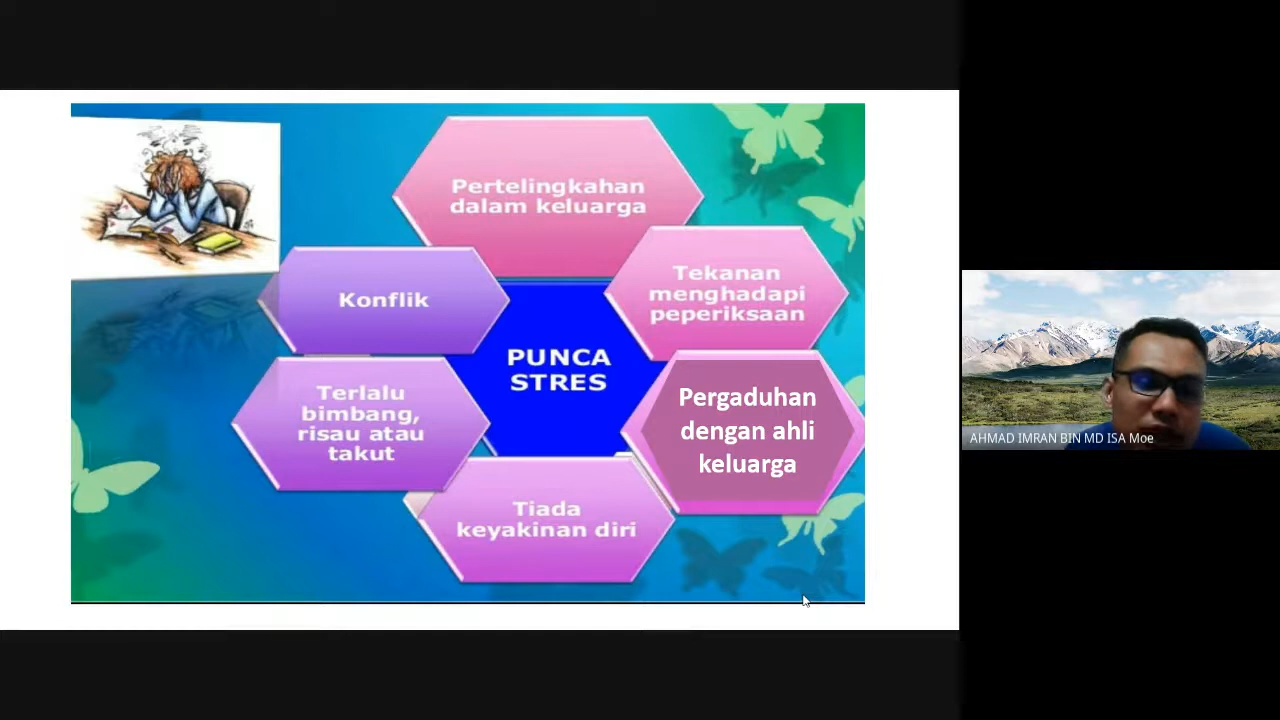 Pertelingkahan
dalam keluarga
Tekanan
menghadapi
peperiksaan
Konflik
PUNCA
STRES
Terlalu
bimbang,
risau atau
takut
Pergaduhan
dengan ahli
keluarga
Tiada
keyakinan diri
AHMAD IMRAN BIN MD ISA Moe